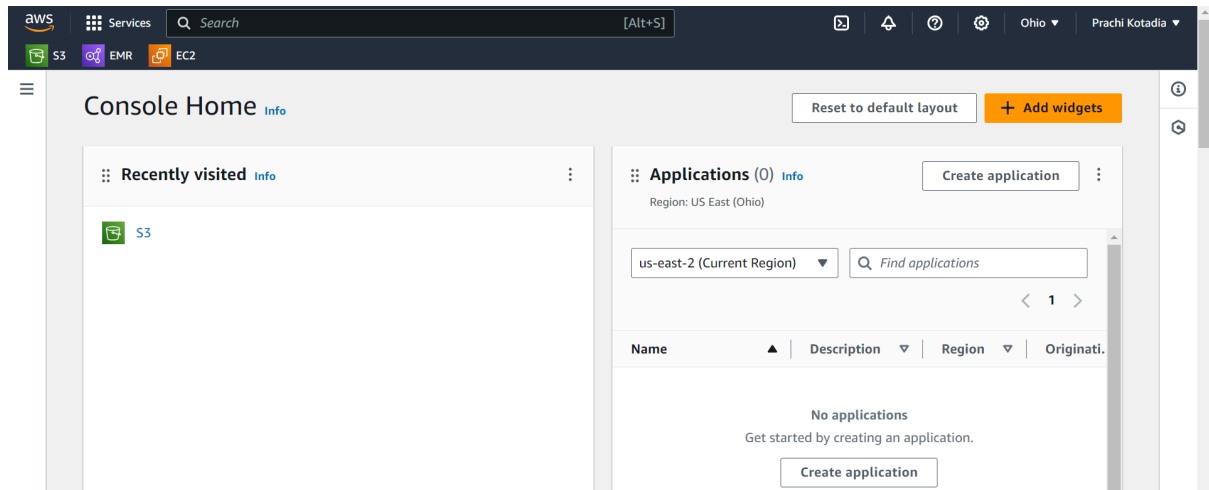 aws Services Search [Alt+S] Ohio Prachi Kotadia
S3 EMR EC2
Console Home Info Reset to default layout + Add widgets
Recently visited Info
S3
Applications (0) Info Create application
Region: US East (Ohio)
us-east-2 (Current Region) Find applications
1
Name Description Region Originati.
No applications
Get started by creating an application.
Create application